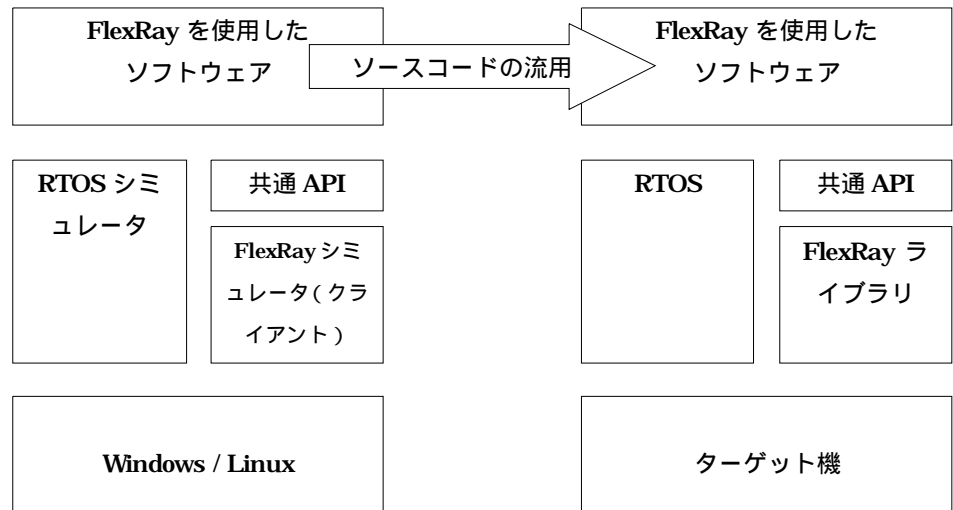 FlexRay を使用した
ソフトウェア
ソースコードの流用
FlexRay を使用した
ソフトウェア
RTOS シミ
ュレータ
共通 API
FlexRay シミ
ュレータ(クラ
イアント)
Windows / Linux
RTOS
共通 API
FlexRay ラ
イブラリ
ターゲット機